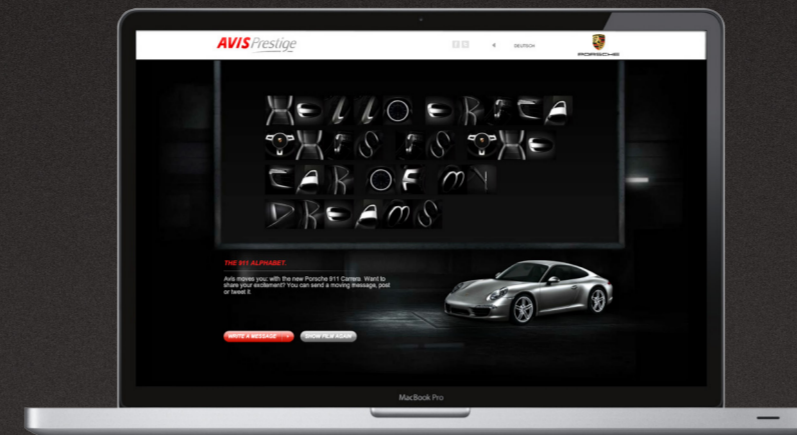 AVIS Prestige
DEUTSCH
PORSCHE
HELLO ERICA
THIS IS THE
CAR OF MY
DREAMS
THE 911 ALPHABET.
Avis moves you: with the new Porsche 911 Carrera. Want to
share your excitement? You can send a moving message, post
or tweet it.
WRITE A MESSAGE
SHOW FILM AGAIN
MacBook Pro